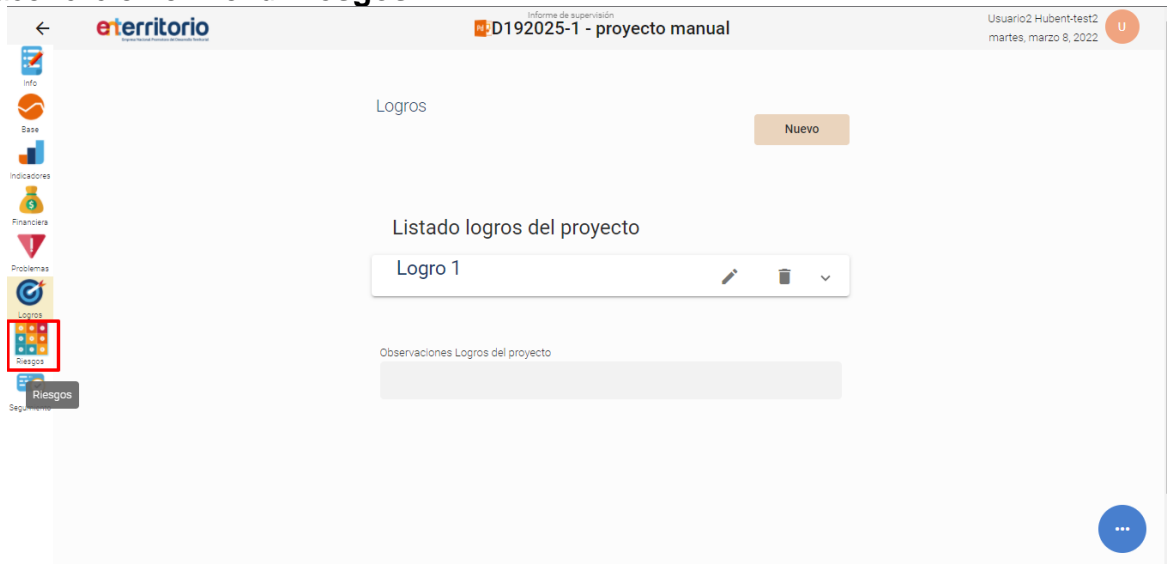 Informe de supervisión
eterritorio
D192025-1 - proyecto manual
Usuario2 Hubent-test2
martes, marzo 8, 2022
U
Info
Base
Indicadores
Financiera
Problemas
Logros
Riesgos
Riesgos
Logros
Nuevo
Listado logros del proyecto
Logro 1
Observaciones Logros del proyecto